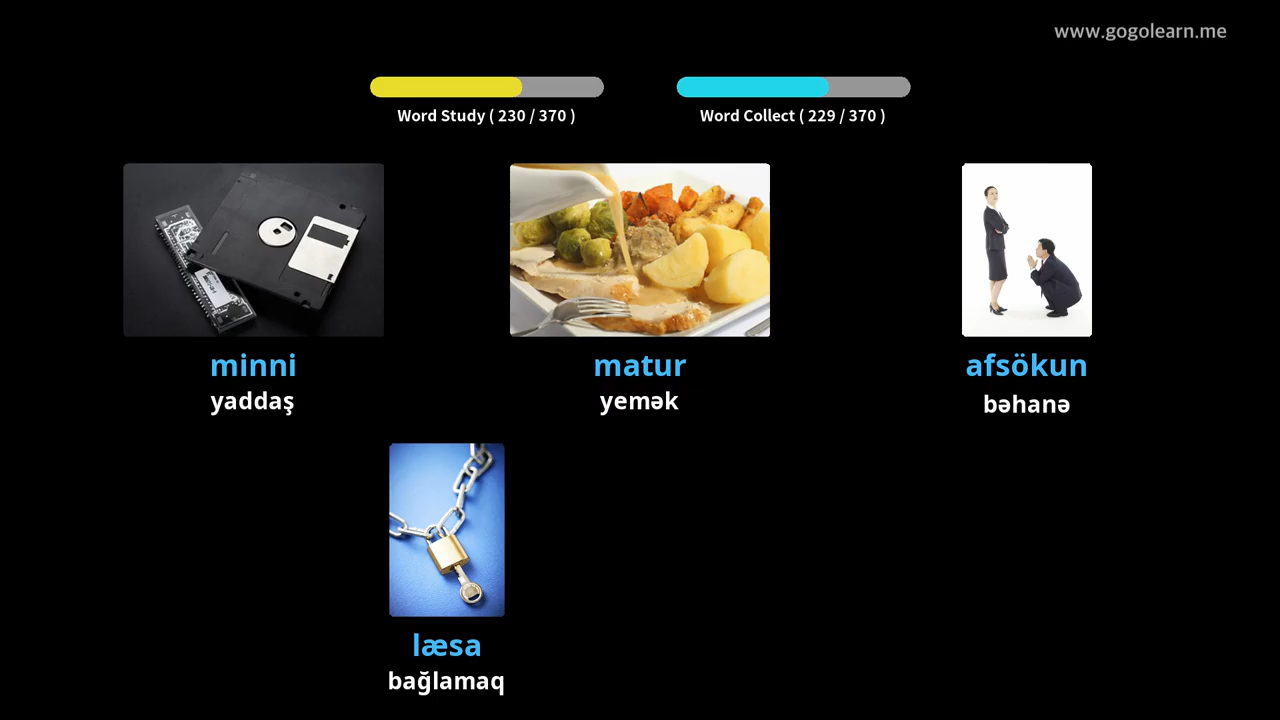 www.gogolearn.me
Word Study ( 230 / 370 )
Word Collect ( 229 / 370 )
minni
yaddaş
matur
yemək
afsökun
bəhanə
læsa
bağlamaq